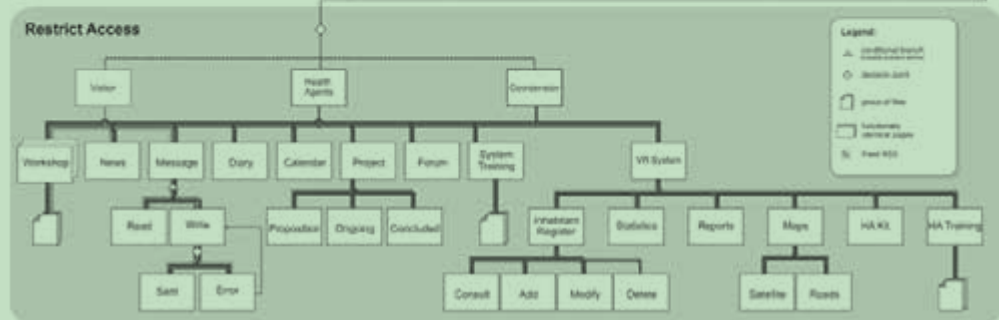 Restrict Access
Legend:
conditional branch
decision point
group of files
functionally
identical pages
Feed RSS
Visitor
Health
Agents
Coordenator
Workshop
News
Message
Diary
Calendar
Project
Forum
System
Training
VR System
Read
Write
Proposition
Ongoing
Concluded
Inhabitant
Register
Statistics
Reports
Maps
HA Kit
HA Training
Sent
Error
Consult
Add
Modify
Delete
Satellite
Roads